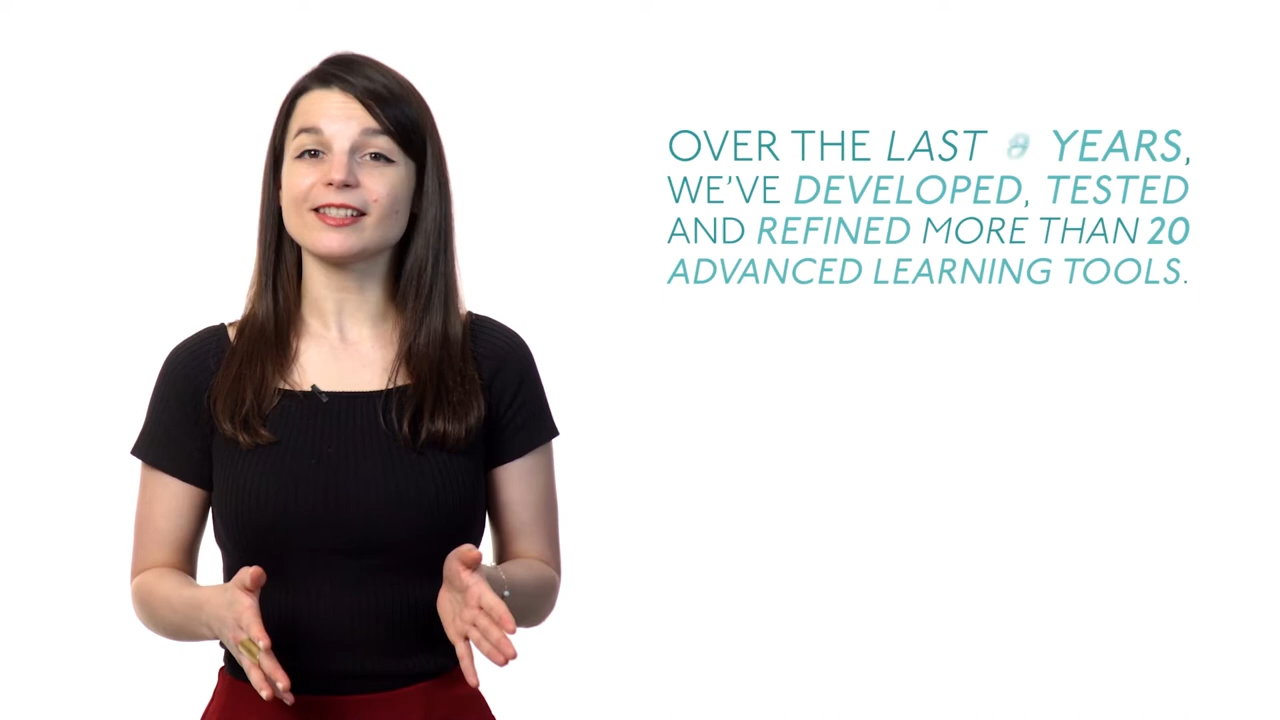 OVER THE LAST YEARS,
WE'VE DEVELOPED, TESTED
AND REFINED MORE THAN 20
ADVANCED LEARNING TOOLS.